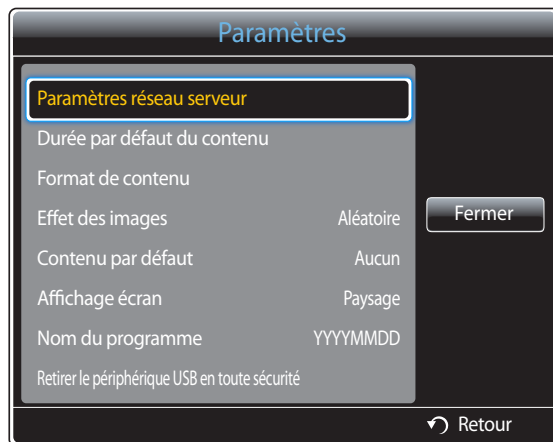 Paramètres
Paramètres réseau serveur
Durée par défaut du contenu
Format de contenu
Effet des images Aléatoire
Contenu par défaut Aucun
Affichage écran Paysage
Nom du programme YYYYMMDD
Retirer le périphérique USB en toute sécurité
Fermer
Retour